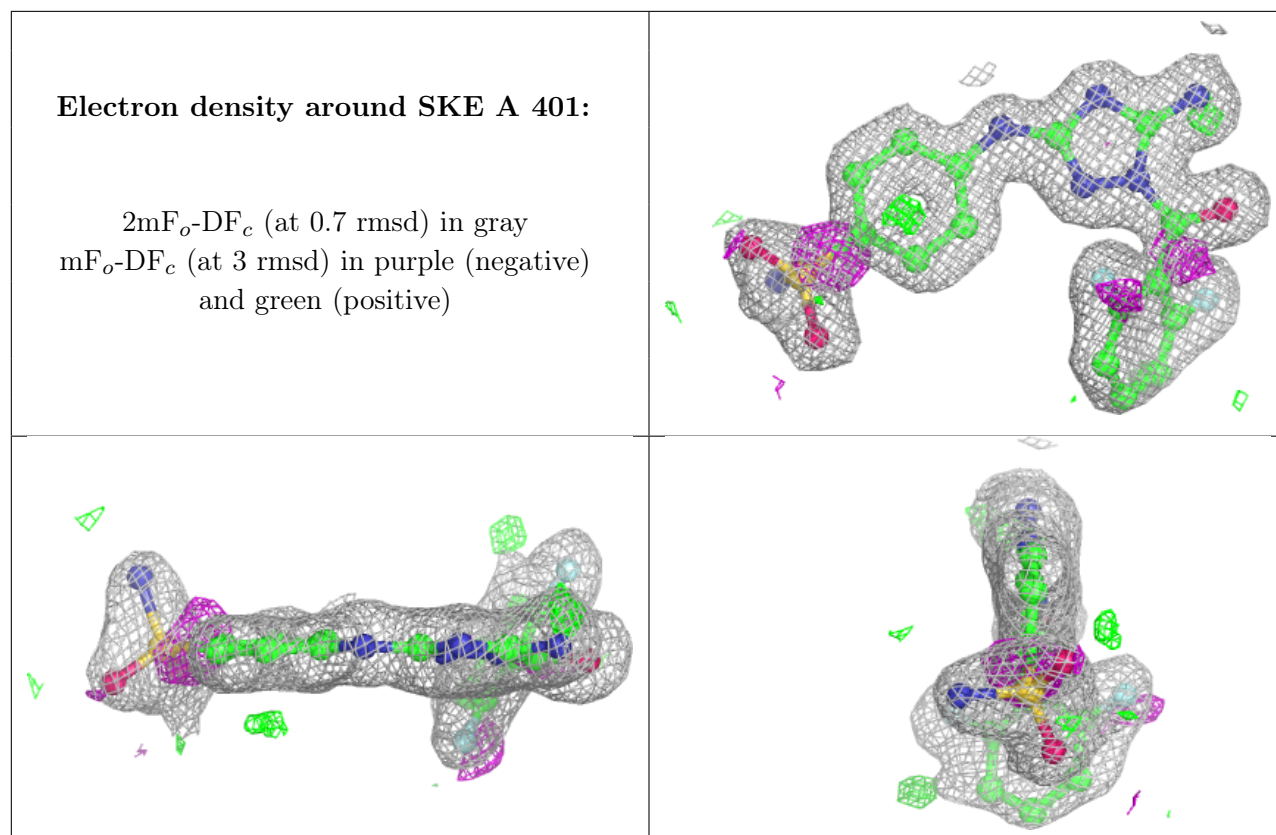 Electron density around SKE A 401:
2mFₒ-DF𝒸 (at 0.7 rmsd) in gray
mFₒ-DF𝒸 (at 3 rmsd) in purple (negative)
and green (positive)